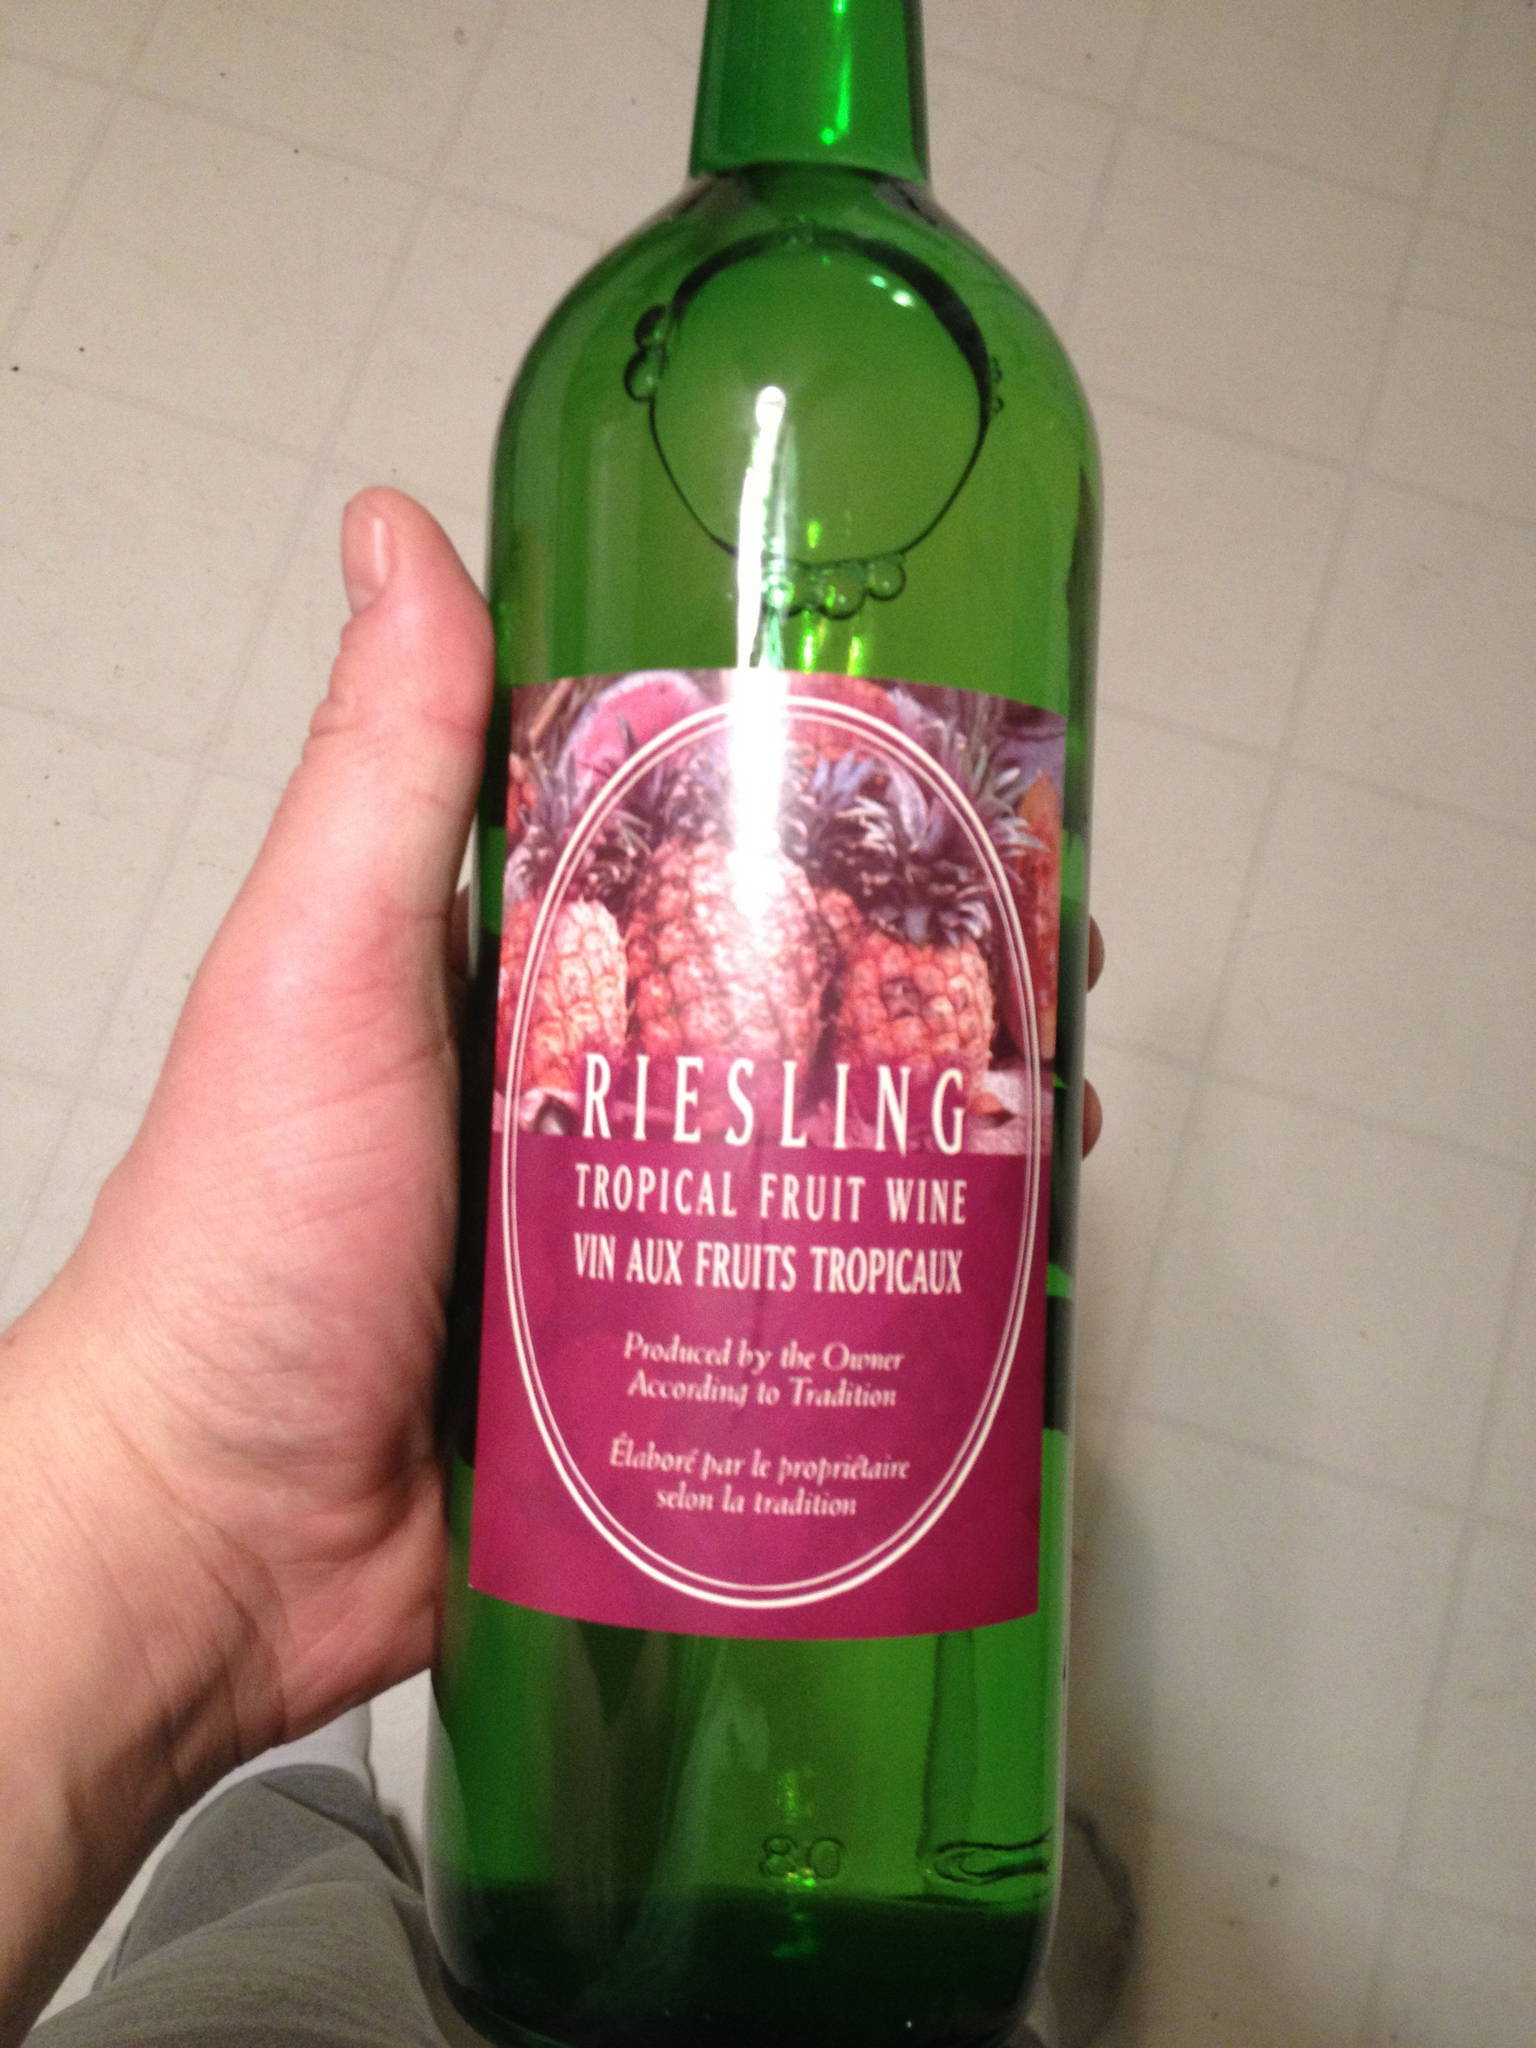 RIESLING
TROPICAL FRUIT WINE
VIN AUX FRUITS TROPICAUX
Produced by the Owner
According to Tradition
Élaboré par le propriétaire
selon la tradition
80